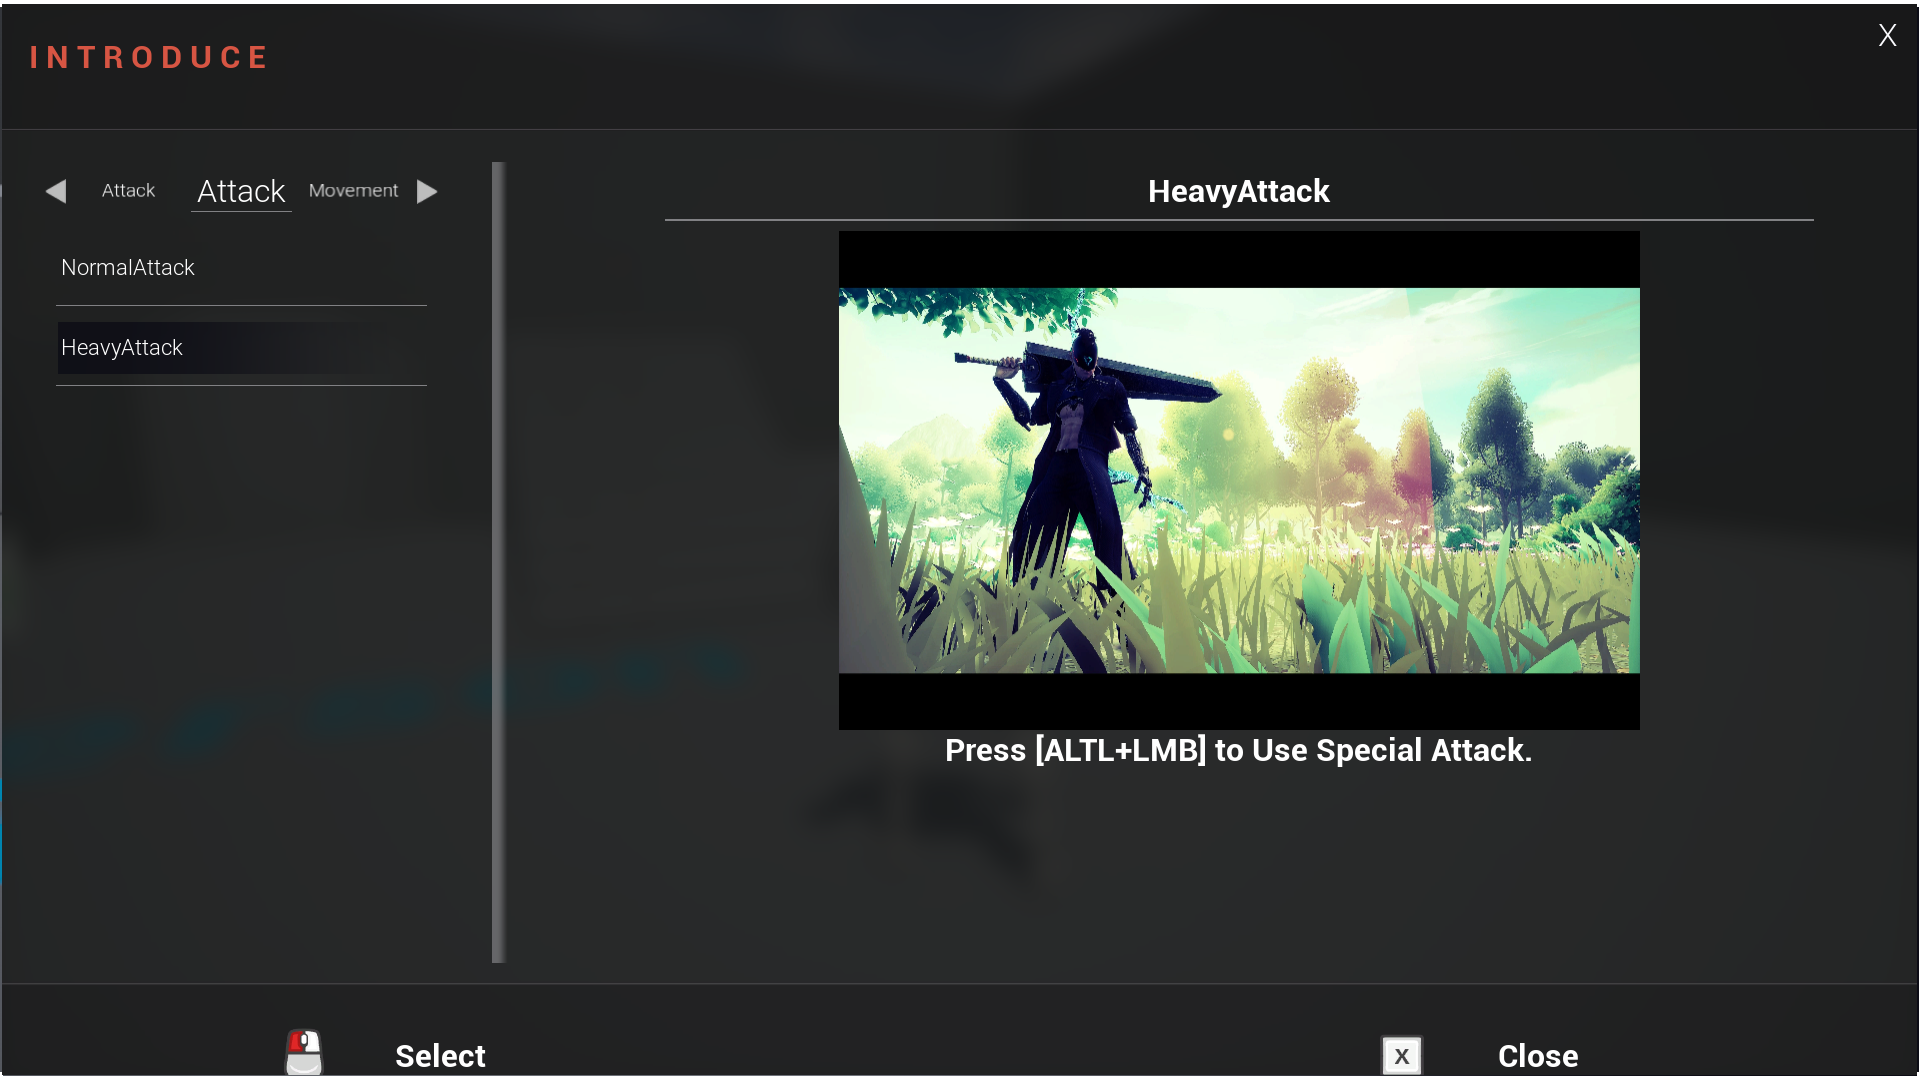 INTRODUCE
X
Attack
Attack
Movement
NormalAttack
HeavyAttack
HeavyAttack
Press [ALTL+LMB] to Use Special Attack.
Select
X
Close